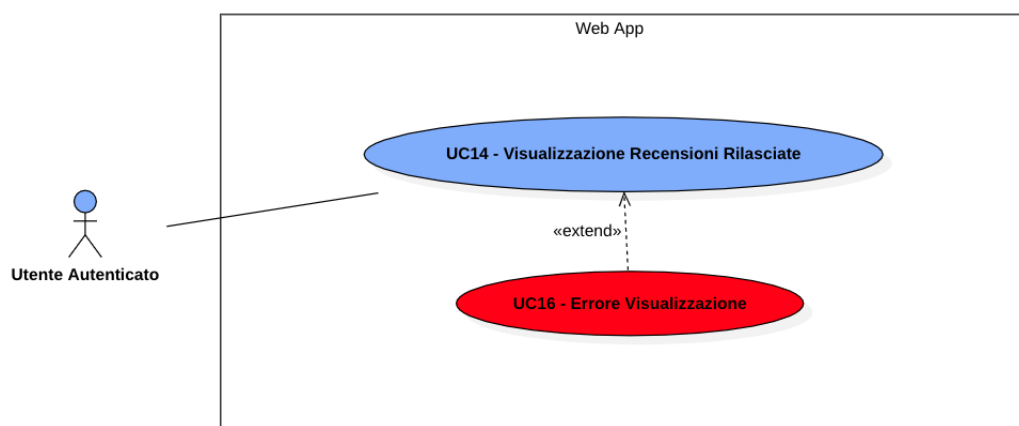 Web App
UC14 - Visualizzazione Recensioni Rilasciate
«extend»
Utente Autenticato
UC16 - Errore Visualizzazione